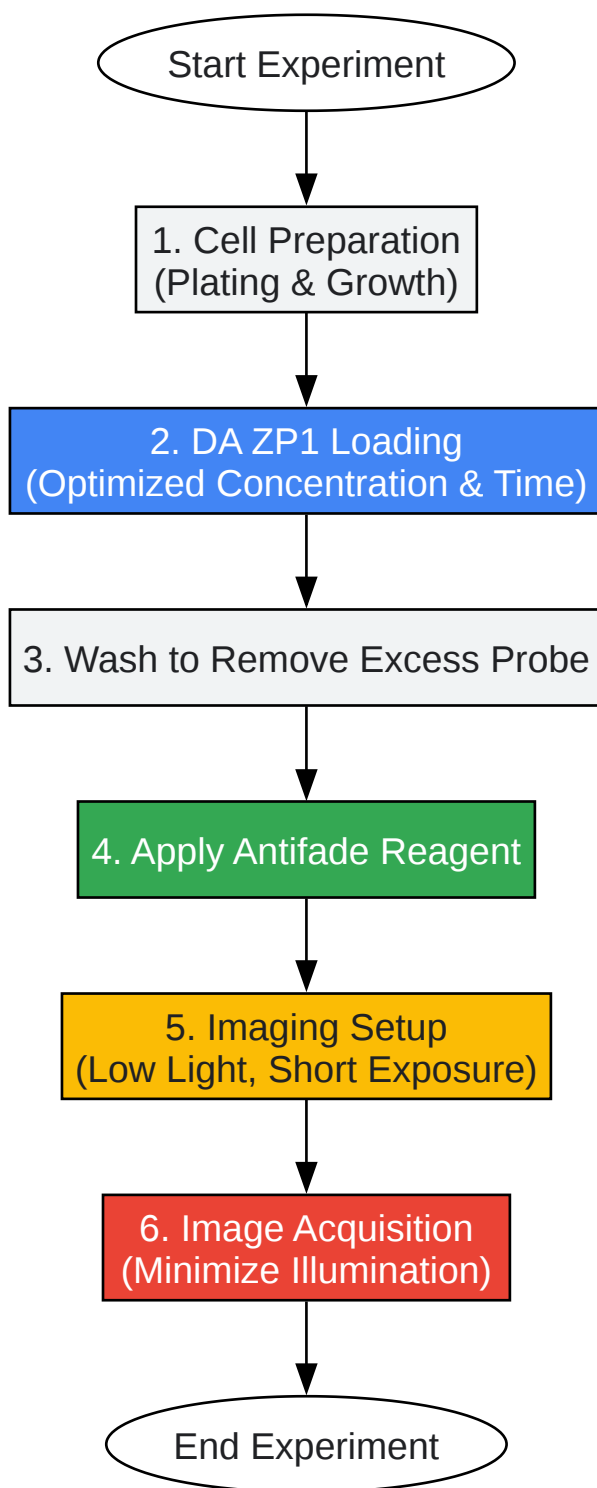 Start Experiment
1. Cell Preparation
(Plating & Growth)
2. DA ZP1 Loading
(Optimized Concentration & Time)
3. Wash to Remove Excess Probe
4. Apply Antifade Reagent
5. Imaging Setup
(Low Light, Short Exposure)
6. Image Acquisition
(Minimize Illumination)
End Experiment